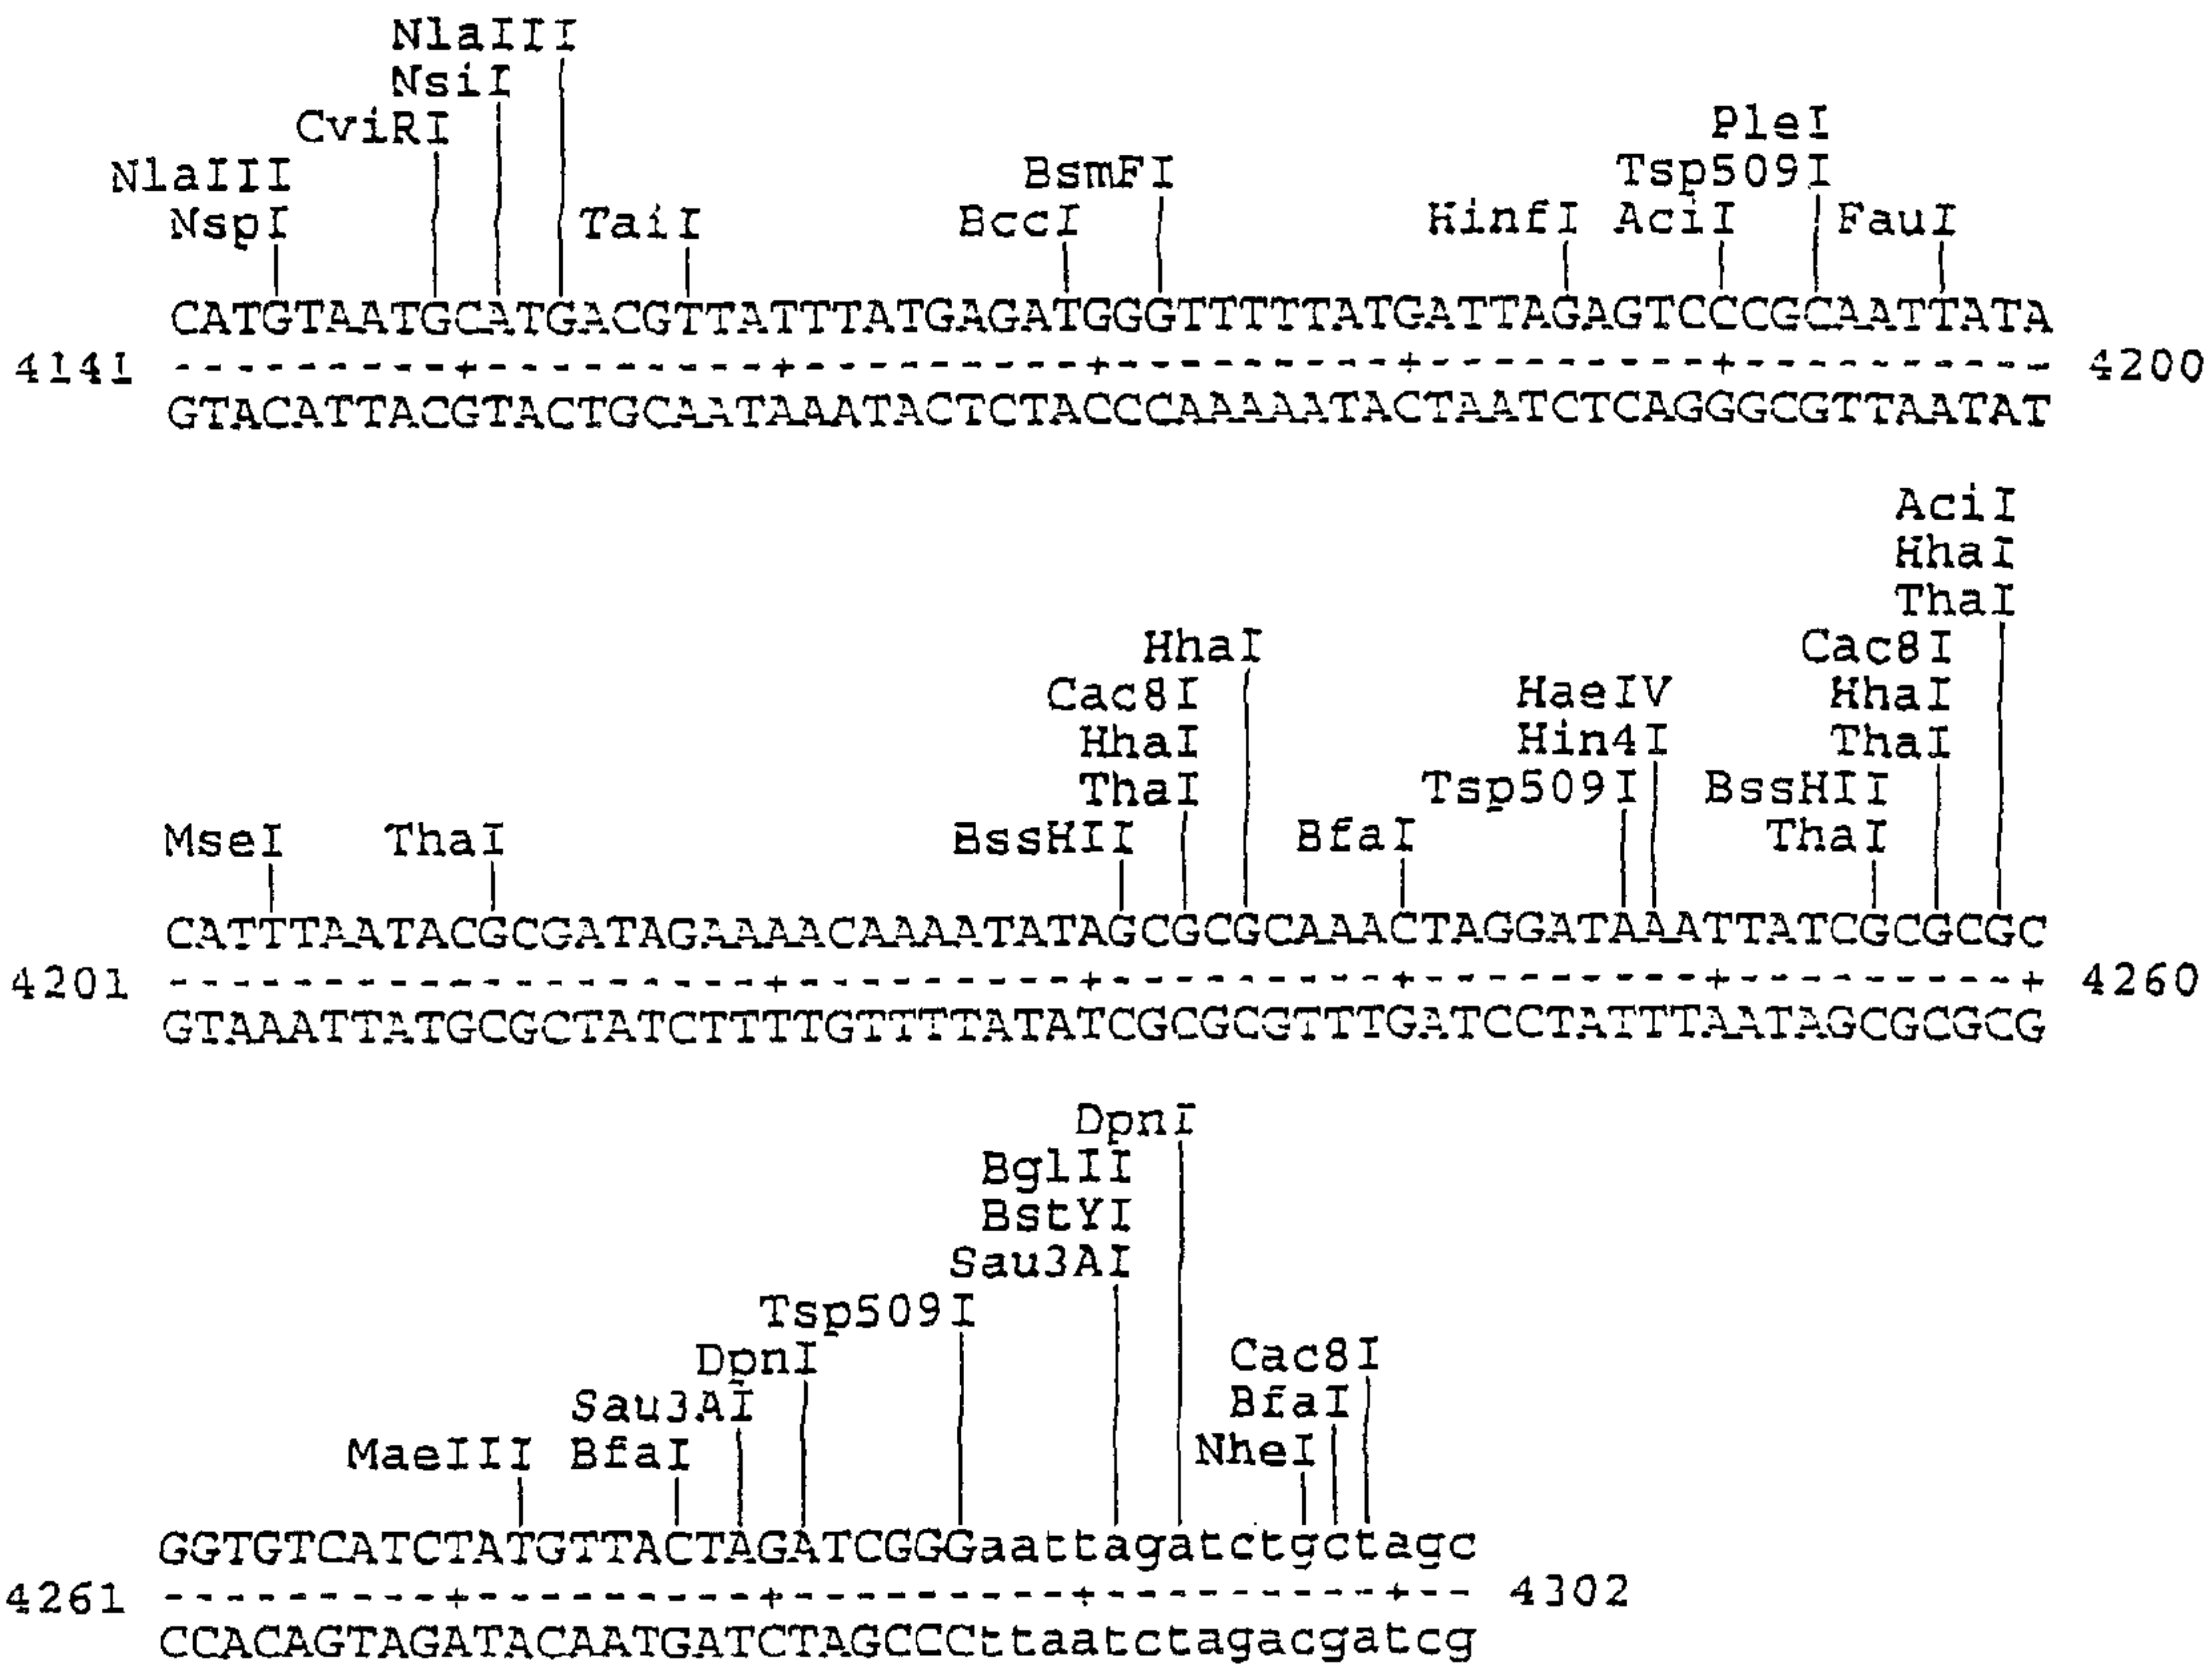 NlaIII
NsiI
CviRI
PleI
NlaIII BsmFI Tsp509I
NspI TaiI BccI HinfI AciI FauI
CATGTAATGCATGACGTTATTTATGAGATGGGTTTTTATGATTAGAGTCCCGCAATTATA
4141 ---------+---------+---------+---------+---------+---------- 4200
GTACATTACGTACTGCAATAAATACTCTACCCAAAAATACTAATCTCAGGGCGTTAATAT
AciI
HhaI
ThaI
HhaI Cac8I
Cac8I HaeIV HhaI
HhaI Hin4I ThaI
ThaI Tsp509I BssHII
MseI ThaI BssHII BfaI ThaI
CATTTAATACGCGATAGAAAACAAAATATAGCGCGCAAACTAGGATAAATTATCGCGCGC
4201 -------------------+---------+---------+---------+---------+ 4260
GTAAATTATGCGCTATCTTTTGTTTTATATCGCGCGTTTGATCCTATTTAATAGCGCGCG
DpnI
BglII
BstYI
Sau3AI
Tsp509I
DpnI Cac8I
Sau3AI BfaI
MaeIII BfaI NheI
GGTGTCATCTATGTTACTAGATCGGGaattagatctgctagc
4261 ---------+---------+---------+---------+-- 4302
CCACAGTAGATACAATGATCTAGCCCttaatctagacgatcg